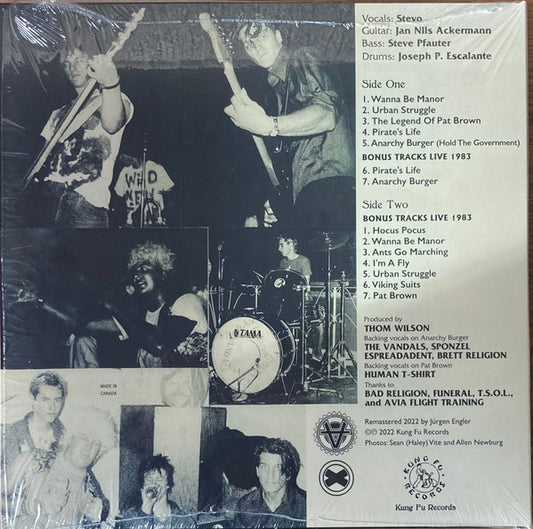 Vocals: Stevo
Guitar: Jan Nils Ackermann
Bass: Steve Pfauter
Drums: Joseph P. Escalante
Side One
1. Wanna Be Manor
2. Urban Struggle
3. The Legend Of Pat Brown
4. Pirate's Life
5. Anarchy Burger (Hold The Government)
BONUS TRACKS LIVE 1983
6. Pirate's Life
7. Anarchy Burger
Side Two
BONUS TRACKS LIVE 1983
1. Hocus Pocus
2. Wanna Be Manor
3. Ants Go Marching
4. I'm A Fly
5. Urban Struggle
6. Viking Suits
7. Pat Brown
Produced by
THOM WILSON
Backing vocals on Anarchy Burger
THE VANDALS, SPONZEL
ESPREADADENT, BRETT RELIGION
Backing vocals on Pat Brown
HUMAN T-SHIRT
Thanks to
BAD RELIGION, FUNERAL, T.S.O.L.,
and AVIA FLIGHT TRAINING
Remastered 2022 by Jürgen Engler
©℗ 2022 Kung Fu Records
Photos: Sean (Haley) Vite and Allen Newburg
KUNG FU
RECORDS
Kung Fu Records
MADE IN
CANADA
TAMA